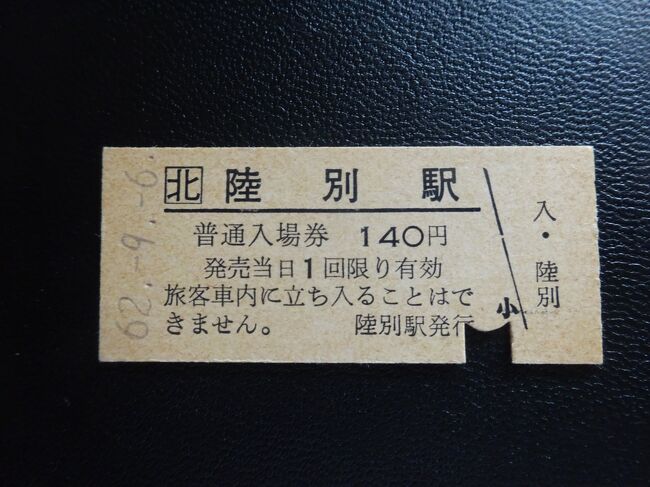 62.-9.-6.
北 陸別駅
普通入場券 140円
発売当日1回限り有効
旅客車内に立ち入ることはで
きません。 陸別駅発行
小
入・陸別